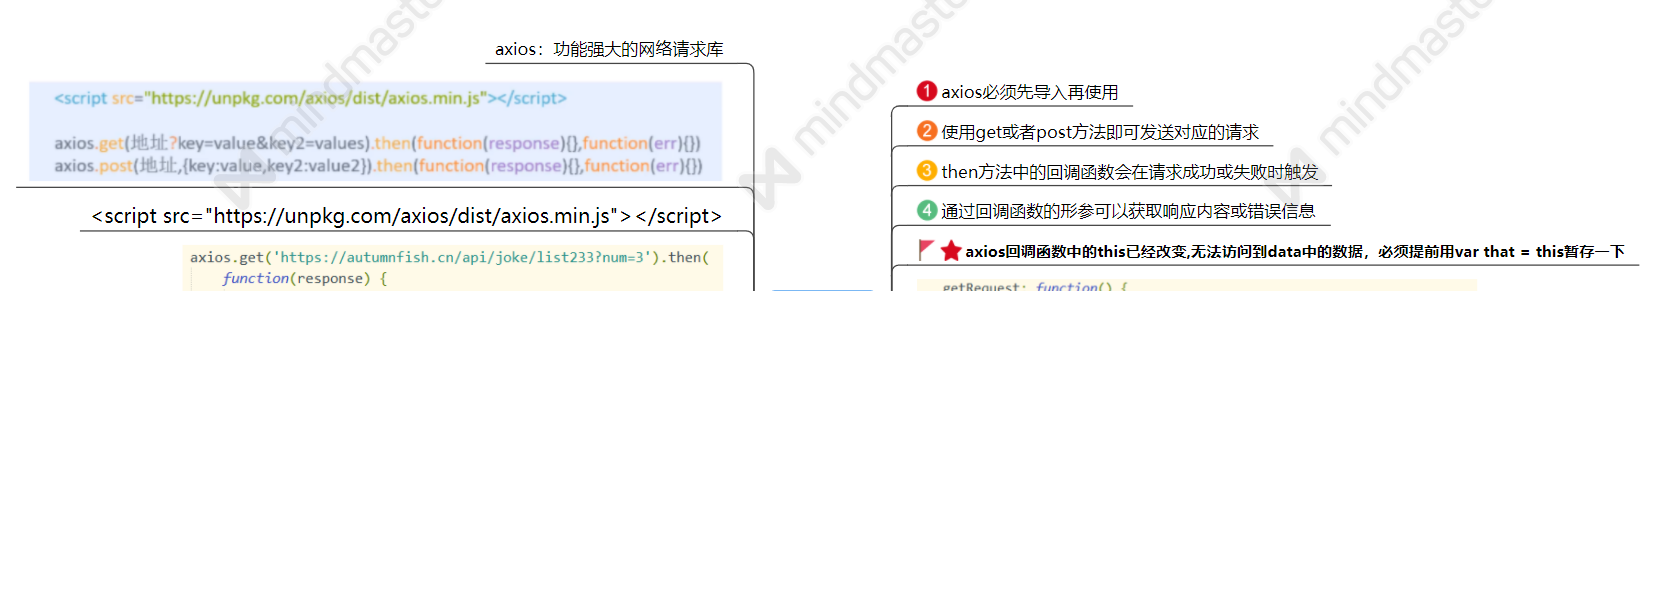 axios：功能强大的网络请求库
<script src="https://unpkg.com/axios/dist/axios.min.js"></script>
axios.get(地址?key=value&key2=values).then(function(response){},function(err){})
axios.post(地址,{key:value,key2:value2}).then(function(response){},function(err){})
<script src="https://unpkg.com/axios/dist/axios.min.js"></script>
axios.get('https://autumnfish.cn/api/joke/list233?num=3').then(
function(response) {
1 axios必须先导入再使用
2 使用get或者post方法即可发送对应的请求
3 then方法中的回调函数会在请求成功或失败时触发
4 通过回调函数的形参可以获取响应内容或错误信息
axios回调函数中的this已经改变,无法访问到data中的数据，必须提前用var that = this暂存一下
getRequest: function() {
mindmaster
mindmaster
mindmaster